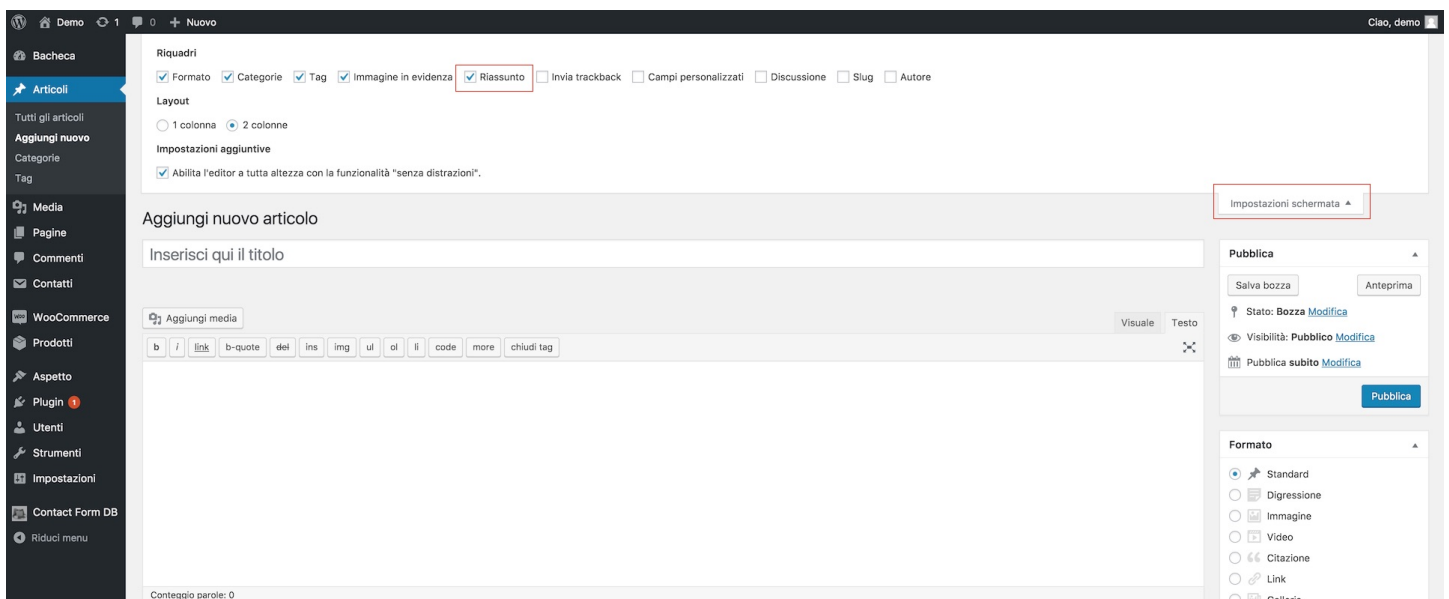 Demo 1 0 Nuovo Ciao, demo
Bacheca
Articoli
Tutti gli articoli
Aggiungi nuovo
Categorie
Tag
Media
Pagine
Commenti
Contatti
WooCommerce
Prodotti
Aspetto
Plugin 1
Utenti
Strumenti
Impostazioni
Contact Form DB
Riduci menu
Riquadri
Formato Categorie Tag Immagine in evidenza Riassunto Invia trackback Campi personalizzati Discussione Slug Autore
Layout
1 colonna 2 colonne
Impostazioni aggiuntive
Abilita l'editor a tutta altezza con la funzionalità "senza distrazioni".
Impostazioni schermata
Aggiungi nuovo articolo
Inserisci qui il titolo
Aggiungi media
Visuale Testo
b i link b-quote del ins img ul ol li code more chiudi tag
Conteggio parole: 0
Pubblica
Salva bozza Anteprima
Stato: Bozza Modifica
Visibilità: Pubblico Modifica
Pubblica subito Modifica
Pubblica
Formato
Standard
Digressione
Immagine
Video
Citazione
Link
Galleria